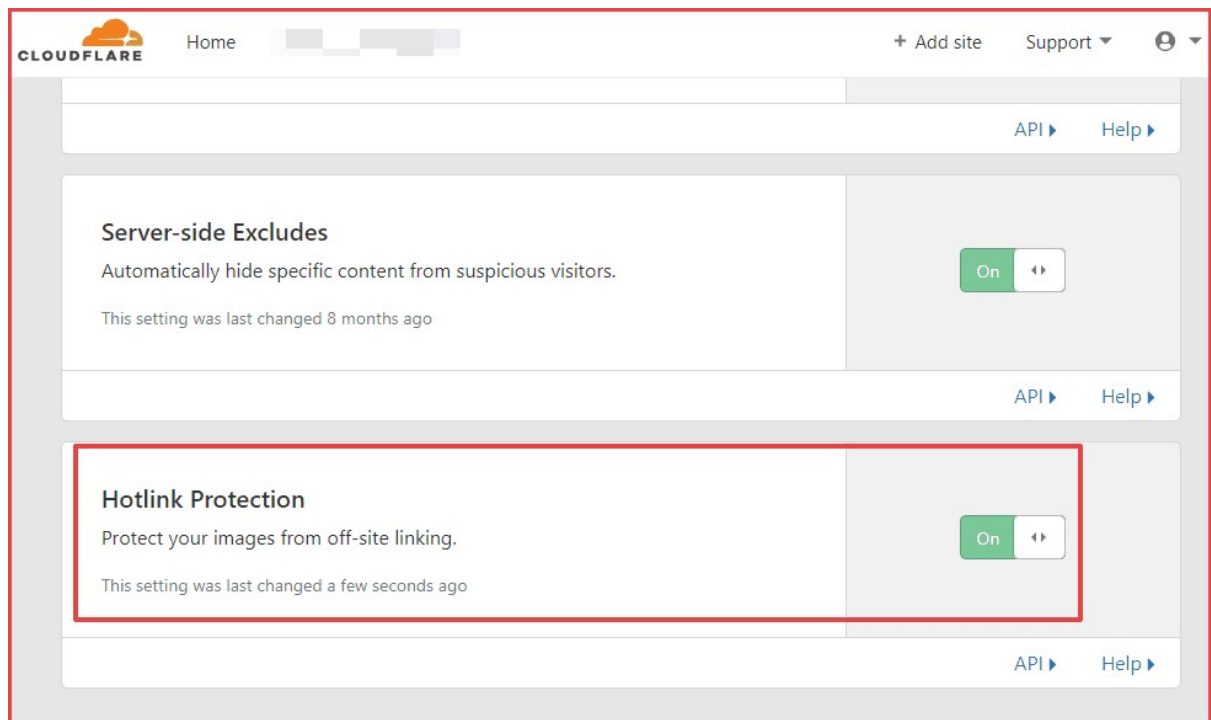 CLOUDFLARE
Home
+ Add site
Support
API
Help
Server-side Excludes
Automatically hide specific content from suspicious visitors.
This setting was last changed 8 months ago
On
API
Help
Hotlink Protection
Protect your images from off-site linking.
This setting was last changed a few seconds ago
On
API
Help